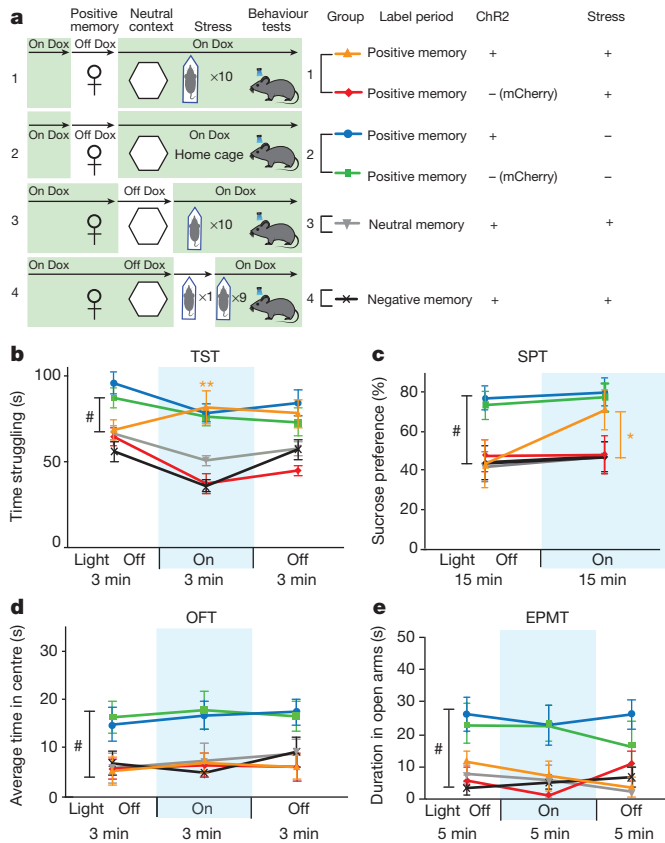 a
Positive memory Neutral context Stress Behaviour tests
On Dox Off Dox On Dox
1 ×10
On Dox Off Dox On Dox
2 Home cage
Off Dox
On Dox On Dox
3 ×10
On Dox Off Dox On Dox
4 ×1 ×9
Group Label period ChR2 Stress
1 Positive memory + +
Positive memory – (mCherry) +
2 Positive memory + –
Positive memory – (mCherry) –
3 Neutral memory + +
4 Negative memory + +
b TST
Time struggling (s)
100
50
0
#
**
Light Off On Off
3 min 3 min 3 min
c SPT
Sucrose preference (%)
80
60
40
20
0
#
*
Light Off On
15 min 15 min
d OFT
Average time in centre (s)
30
20
10
0
#
Light Off On Off
3 min 3 min 3 min
e EPMT
Duration in open arms (s)
50
40
30
20
10
0
#
Light Off On Off
5 min 5 min 5 min